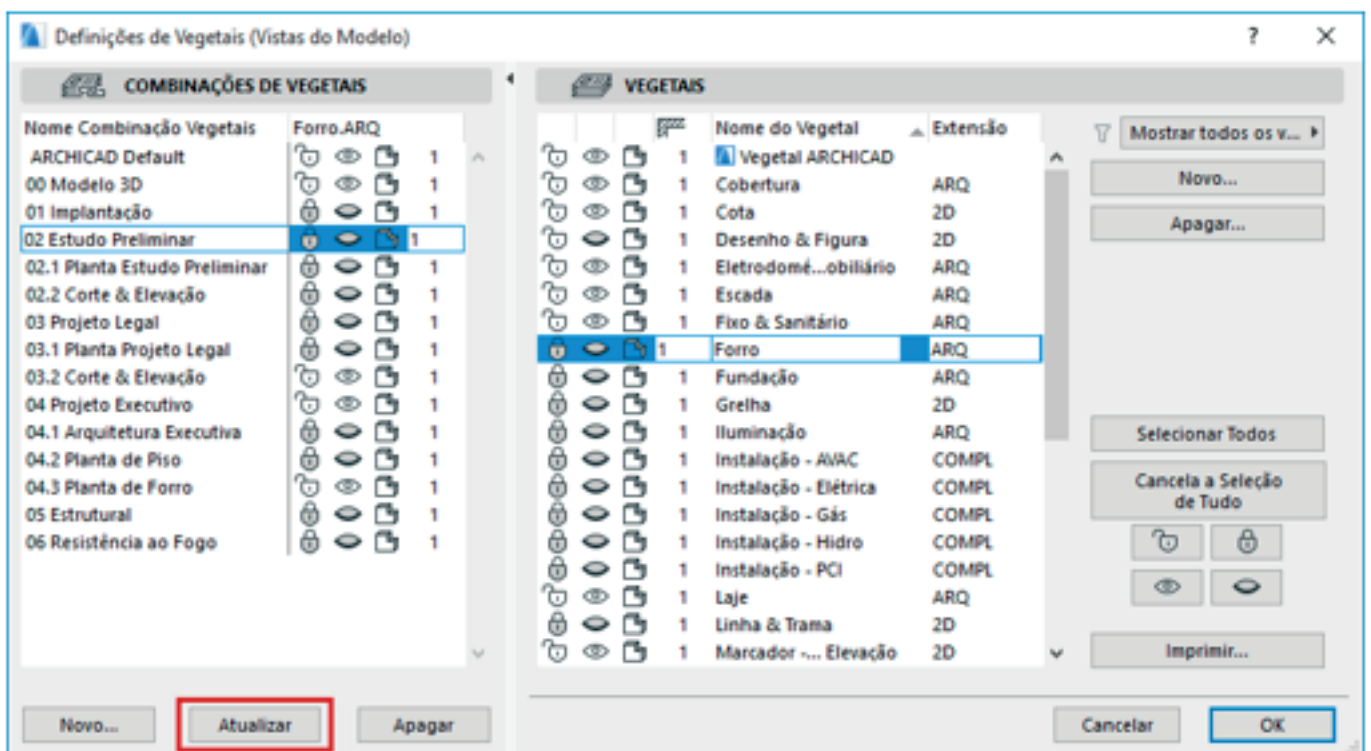 Definições de Vegetais (Vistas do Modelo)
? X
COMBINAÇÕES DE VEGETAIS
Nome Combinação Vegetais Forro.ARQ
ARCHICAD Default 1
00 Modelo 3D 1
01 Implantação 1
02 Estudo Preliminar 1
02.1 Planta Estudo Preliminar 1
02.2 Corte & Elevação 1
03 Projeto Legal 1
03.1 Planta Projeto Legal 1
03.2 Corte & Elevação 1
04 Projeto Executivo 1
04.1 Arquitetura Executiva 1
04.2 Planta de Piso 1
04.3 Planta de Forro 1
05 Estrutural 1
06 Resistência ao Fogo 1
Novo... Atualizar Apagar
VEGETAIS
Nome do Vegetal Extensão
1 Vegetal ARCHICAD
1 Cobertura ARQ
1 Cota 2D
1 Desenho & Figura 2D
1 Eletrodomé...obiliário ARQ
1 Escada ARQ
1 Fixo & Sanitário ARQ
1 Forro ARQ
1 Fundação ARQ
1 Grelha 2D
1 Iluminação ARQ
1 Instalação - AVAC COMPL
1 Instalação - Elétrica COMPL
1 Instalação - Gás COMPL
1 Instalação - Hidro COMPL
1 Instalação - PCI COMPL
1 Laje ARQ
1 Linha & Trama 2D
1 Marcador -... Elevação 2D
Mostrar todos os v...
Novo...
Apagar...
Selecionar Todos
Cancela a Seleção
de Tudo
Imprimir...
Cancelar OK